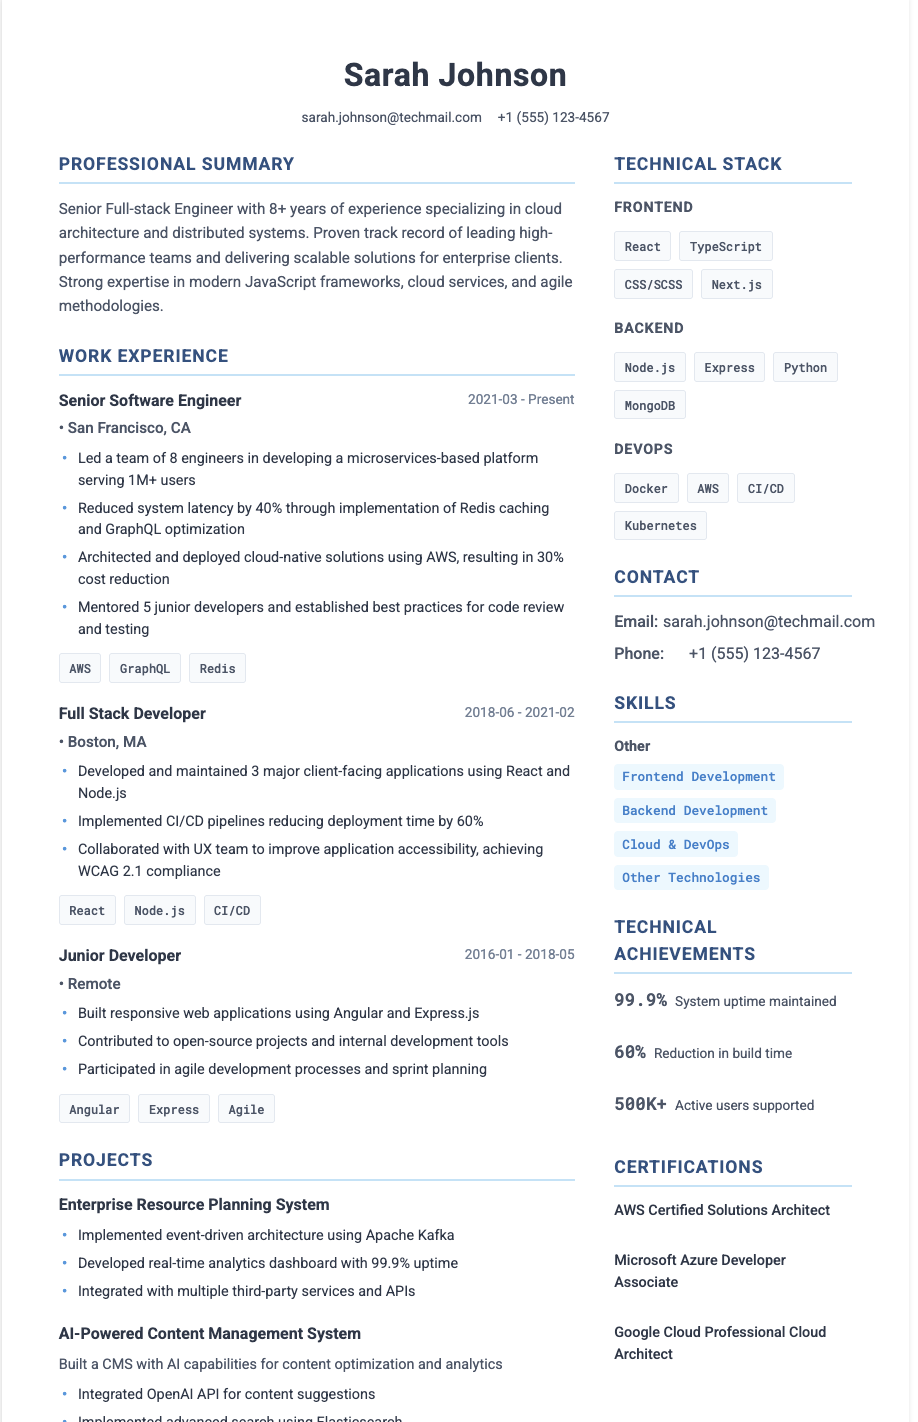 Sarah Johnson
sarah.johnson@techmail.com +1 (555) 123-4567
PROFESSIONAL SUMMARY
Senior Full-stack Engineer with 8+ years of experience specializing in cloud
architecture and distributed systems. Proven track record of leading high-
performance teams and delivering scalable solutions for enterprise clients.
Strong expertise in modern JavaScript frameworks, cloud services, and agile
methodologies.
WORK EXPERIENCE
Senior Software Engineer 2021-03 - Present
• San Francisco, CA
• Led a team of 8 engineers in developing a microservices-based platform
serving 1M+ users
• Reduced system latency by 40% through implementation of Redis caching
and GraphQL optimization
• Architected and deployed cloud-native solutions using AWS, resulting in 30%
cost reduction
• Mentored 5 junior developers and established best practices for code review
and testing
AWS GraphQL Redis
Full Stack Developer 2018-06 - 2021-02
• Boston, MA
• Developed and maintained 3 major client-facing applications using React and
Node.js
• Implemented CI/CD pipelines reducing deployment time by 60%
• Collaborated with UX team to improve application accessibility, achieving
WCAG 2.1 compliance
React Node.js CI/CD
Junior Developer 2016-01 - 2018-05
• Remote
• Built responsive web applications using Angular and Express.js
• Contributed to open-source projects and internal development tools
• Participated in agile development processes and sprint planning
Angular Express Agile
PROJECTS
Enterprise Resource Planning System
• Implemented event-driven architecture using Apache Kafka
• Developed real-time analytics dashboard with 99.9% uptime
• Integrated with multiple third-party services and APIs
AI-Powered Content Management System
Built a CMS with AI capabilities for content optimization and analytics
• Integrated OpenAI API for content suggestions
• Implemented advanced search using Elasticsearch
TECHNICAL STACK
FRONTEND
React TypeScript
CSS/SCSS Next.js
BACKEND
Node.js Express Python
MongoDB
DEVOPS
Docker AWS CI/CD
Kubernetes
CONTACT
Email: sarah.johnson@techmail.com
Phone: +1 (555) 123-4567
SKILLS
Other
Frontend Development
Backend Development
Cloud & DevOps
Other Technologies
TECHNICAL
ACHIEVEMENTS
99.9% System uptime maintained
60% Reduction in build time
500K+ Active users supported
CERTIFICATIONS
AWS Certified Solutions Architect
Microsoft Azure Developer
Associate
Google Cloud Professional Cloud
Architect